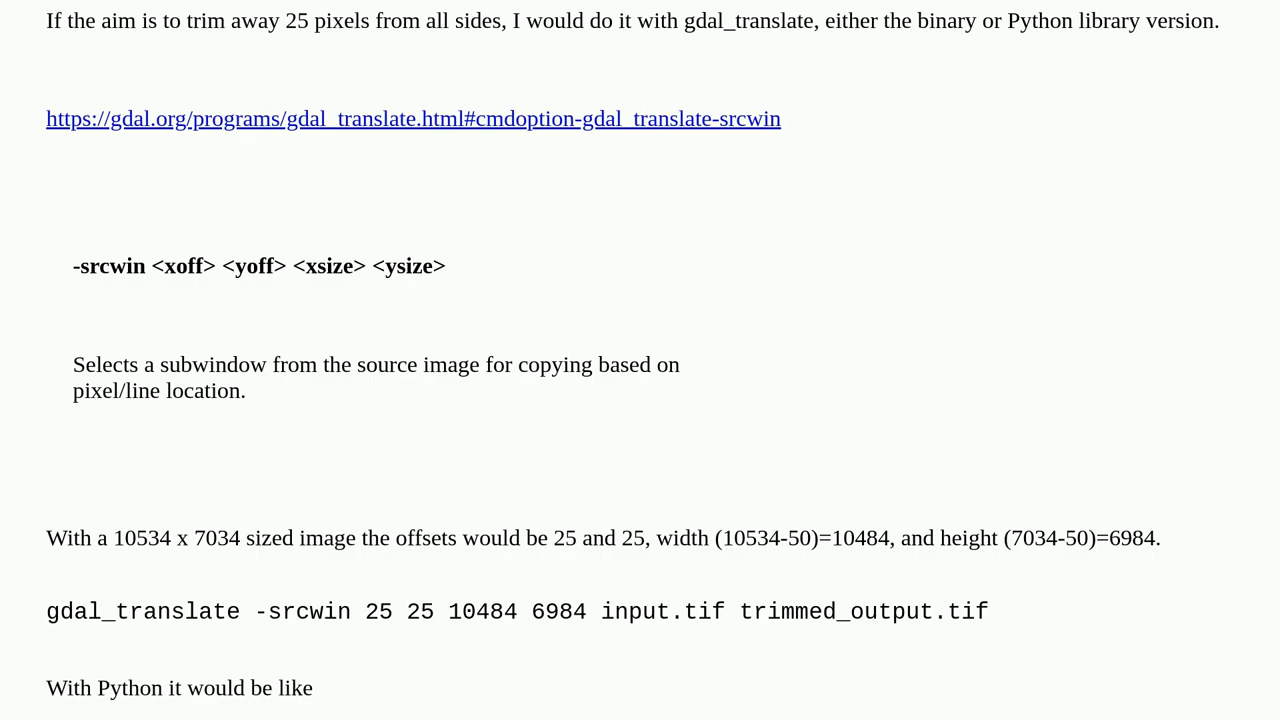 If the aim is to trim away 25 pixels from all sides, I would do it with gdal_translate, either the binary or Python library version.
https://gdal.org/programs/gdal_translate.html#cmdoption-gdal_translate-srcwin
-srcwin <xoff> <yoff> <xsize> <ysize>
Selects a subwindow from the source image for copying based on
pixel/line location.
With a 10534 x 7034 sized image the offsets would be 25 and 25, width (10534-50)=10484, and height (7034-50)=6984.
gdal_translate -srcwin 25 25 10484 6984 input.tif trimmed_output.tif
With Python it would be like